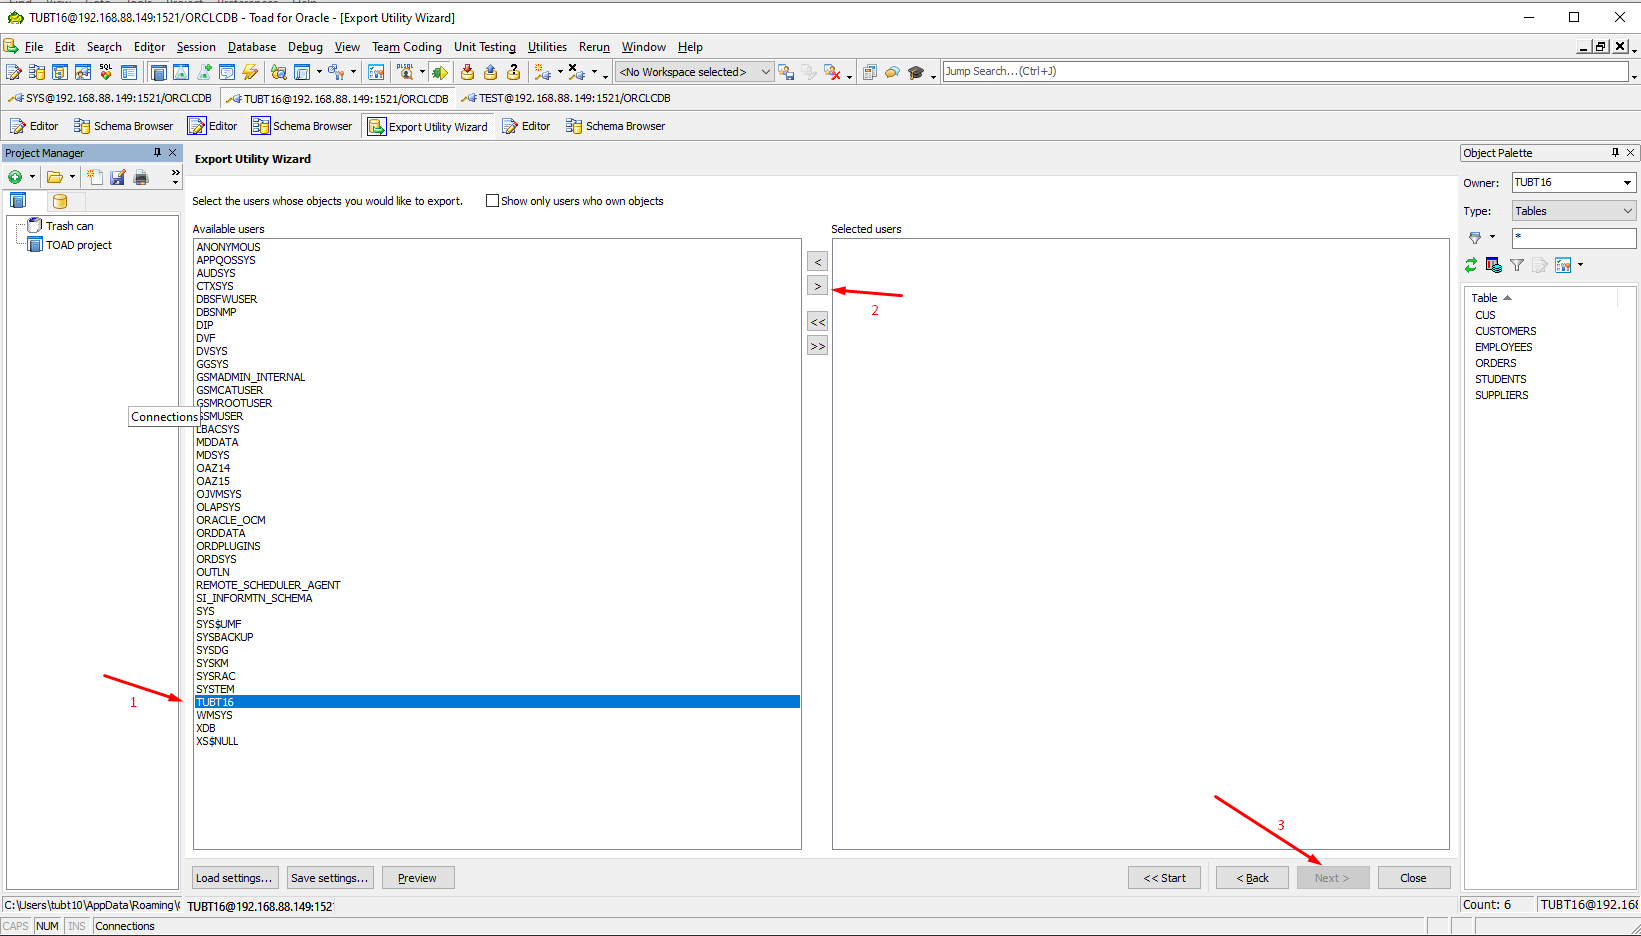 TUBT16@192.168.88.149:1521/ORCLCDB - Toad for Oracle - [Export Utility Wizard]
File Edit Search Editor Session Database Debug View Team Coding Unit Testing Utilities Rerun Window Help
SQL
PLSQL
<No Workspace selected>
Jump Search...(Ctrl+J)
SYS@192.168.88.149:1521/ORCLCDB TUBT16@192.168.88.149:1521/ORCLCDB TEST@192.168.88.149:1521/ORCLCDB
Editor Schema Browser Editor Schema Browser Export Utility Wizard Editor Schema Browser
Project Manager
Trash can
TOAD project
Connections
Export Utility Wizard
Select the users whose objects you would like to export. Show only users who own objects
Available users
ANONYMOUS
APPQOSSYS
AUDSYS
CTXSYS
DBSFWUSER
DBSNMP
DIP
DVF
DVSYS
GGSYS
GSMADMIN_INTERNAL
GSMCATUSER
GSMROOTUSER
GSMUSER
LBACSYS
MDDATA
MDSYS
OAZ14
OAZ15
OJVMSYS
OLAPSYS
ORACLE_OCM
ORDDATA
ORDPLUGINS
ORDSYS
OUTLN
REMOTE_SCHEDULER_AGENT
SI_INFORMTN_SCHEMA
SYS
SYS$UMF
SYSBACKUP
SYSDG
SYSKM
SYSRAC
SYSTEM
TUBT16
WMSYS
XDB
XS$NULL
1
<
>
<<
>>
2
Selected users
3
Load settings... Save settings... Preview << Start < Back Next > Close
Object Palette
Owner: TUBT16
Type: Tables
*
Table
CUS
CUSTOMERS
EMPLOYEES
ORDERS
STUDENTS
SUPPLIERS
Count: 6 TUBT16@192.168
C:\Users\tubt10\AppData\Roaming\ TUBT16@192.168.88.149:152
CAPS NUM INS Connections